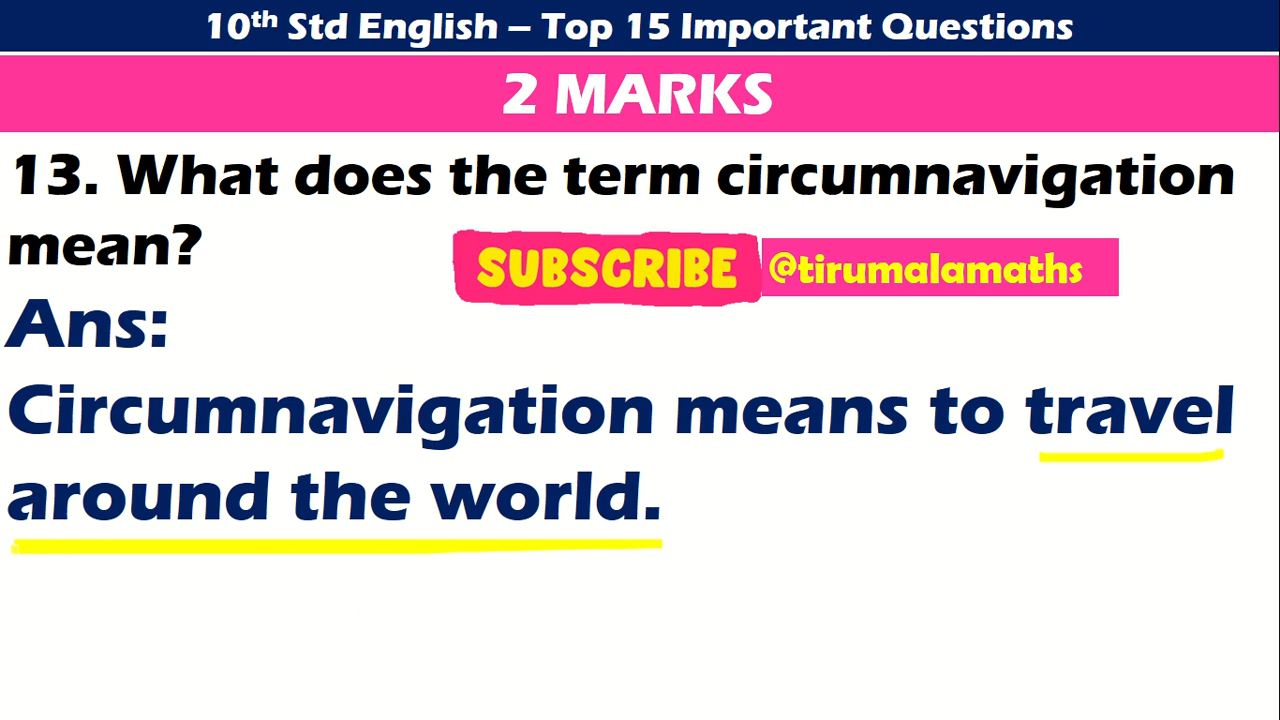 10th Std English – Top 15 Important Questions
2 MARKS
13. What does the term circumnavigation
mean?
SUBSCRIBE @tirumalamaths
Ans:
Circumnavigation means to travel
around the world.